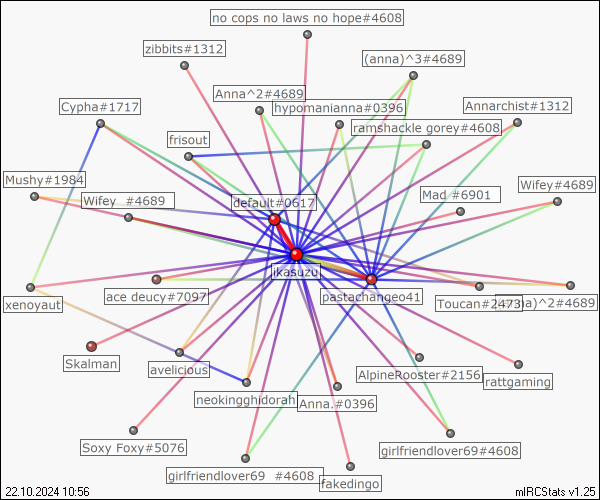 no cops no laws no hope#4608
zibbits#1312
(anna)^3#4689
Anna^2#4689
Cypha#1717
hypomanianna#0396
Annarchist#1312
ramshackle gorey#4608
frisout
Mushy#1984
Wifey #4689
default#0617
Mad #6901
Wifey#4689
ikasuzu
xenoyaut
ace deucy#7097
pastachangeo41
Toucan#2473
)^2#4689
Skalman
avelicious
AlpineRooster#2156
rattgaming
neokingghidorah
Anna.#0396
Soxy Foxy#5076
girlfriendlover69#4608
girlfriendlover69 #4608
fakedingo
22.10.2024 10:56
mIRCStats v1.25